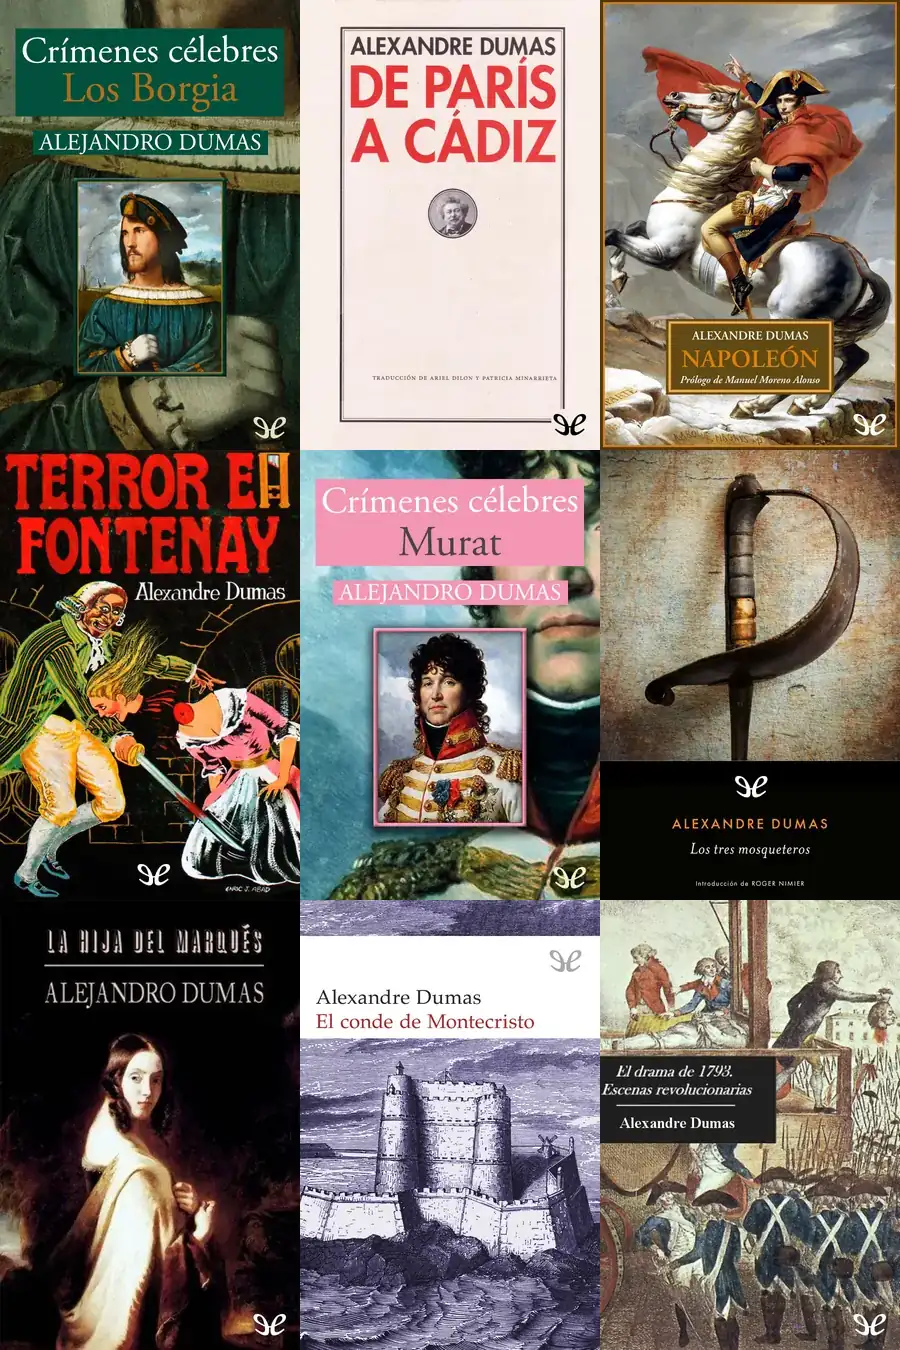 Crímenes célebres
Los Borgia
ALEJANDRO DUMAS
ALEXANDRE DUMAS
DE PARÍS
A CÁDIZ
TRADUCCIÓN DE ARIEL DILON Y PATRICIA MINARRIETA
ALEXANDRE DUMAS
NAPOLEÓN
Prólogo de Manuel Moreno Alonso
TERROR EN
FONTENAY
Alexandre Dumas
ENRIC J. ABAD
Crímenes célebres
Murat
ALEJANDRO DUMAS
ALEXANDRE DUMAS
Los tres mosqueteros
Introducción de ROGER NIMIER
LA HIJA DEL MARQUÉS
ALEJANDRO DUMAS
Alexandre Dumas
El conde de Montecristo
El drama de 1793.
Escenas revolucionarias
Alexandre Dumas